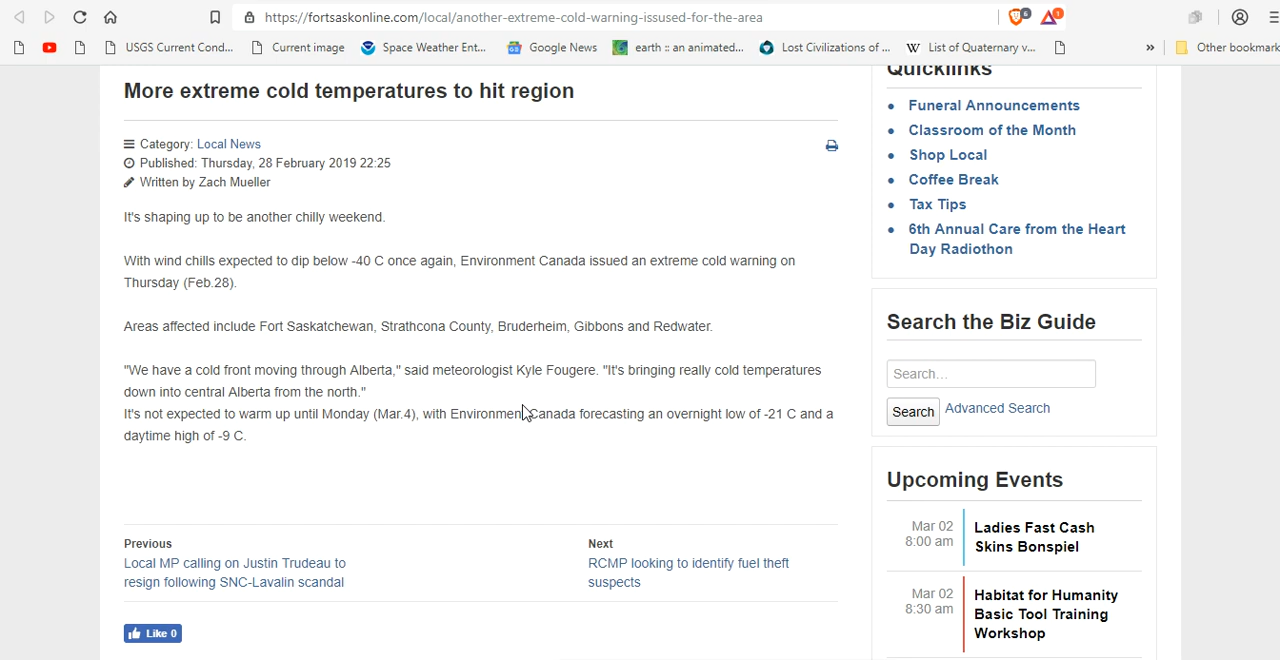 https://fortsaskonline.com/local/another-extreme-cold-warning-issused-for-the-area
6
1
USGS Current Cond...
Current image
Space Weather Ent...
Google News
earth :: an animated...
Lost Civilizations of ...
W List of Quaternary v...
»
Other bookmark
More extreme cold temperatures to hit region
Category: Local News
Published: Thursday, 28 February 2019 22:25
Written by Zach Mueller
It's shaping up to be another chilly weekend.
With wind chills expected to dip below -40 C once again, Environment Canada issued an extreme cold warning on
Thursday (Feb.28).
Areas affected include Fort Saskatchewan, Strathcona County, Bruderheim, Gibbons and Redwater.
"We have a cold front moving through Alberta," said meteorologist Kyle Fougere. "It's bringing really cold temperatures
down into central Alberta from the north."
It's not expected to warm up until Monday (Mar.4), with Environment Canada forecasting an overnight low of -21 C and a
daytime high of -9 C.
Previous
Local MP calling on Justin Trudeau to
resign following SNC-Lavalin scandal
Next
RCMP looking to identify fuel theft
suspects
Like 0
Quicklinks
Funeral Announcements
Classroom of the Month
Shop Local
Coffee Break
Tax Tips
6th Annual Care from the Heart
Day Radiothon
Search the Biz Guide
Search...
Search
Advanced Search
Upcoming Events
Mar 02
8:00 am
Ladies Fast Cash
Skins Bonspiel
Mar 02
8:30 am
Habitat for Humanity
Basic Tool Training
Workshop